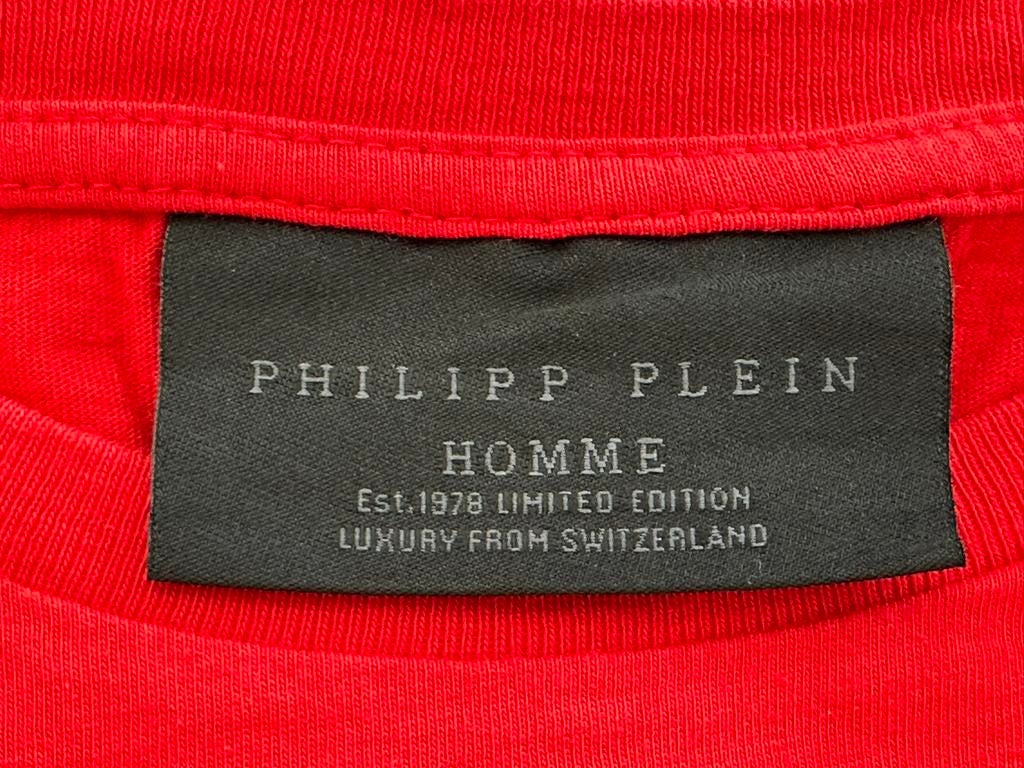 PHILIPP PLEIN
HOMME
Est.1978 LIMITED EDITION
LUXURY FROM SWITZERLAND